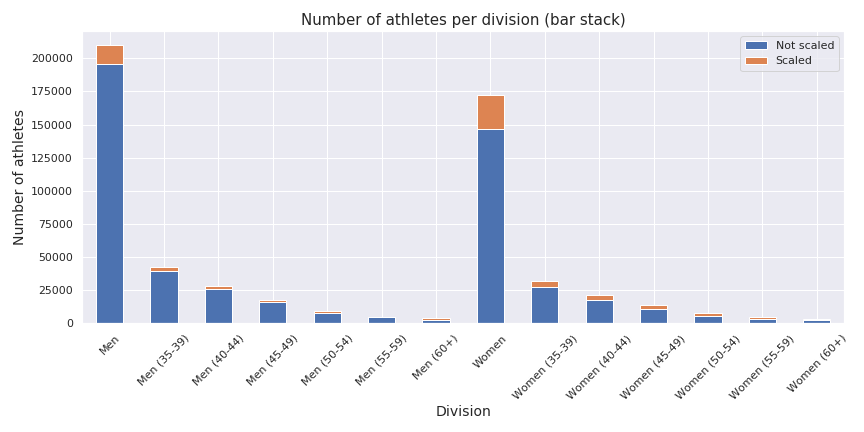 Number of athletes per division (bar stack)
Not scaled
Scaled
Number of athletes
200000
175000
150000
125000
100000
75000
50000
25000
0
Men
Men (35-39)
Men (40-44)
Men (45-49)
Men (50-54)
Men (55-59)
Men (60+)
Women
Women (35-39)
Women (40-44)
Women (45-49)
Women (50-54)
Women (55-59)
Women (60+)
Division